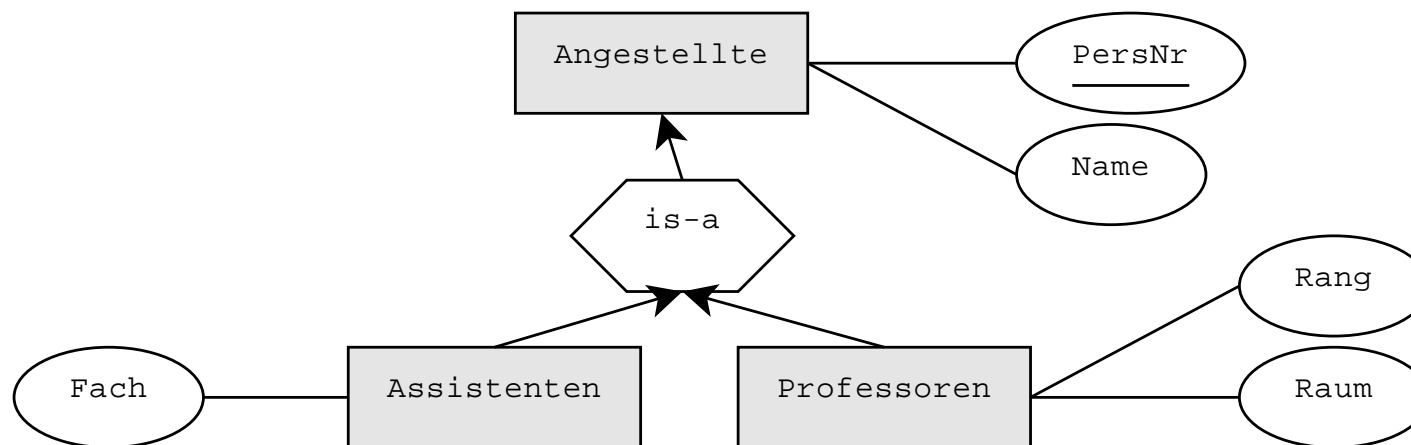 Angestellte
PersNr
Name
is-a
Rang
Fach
Assistenten
Professoren
Raum